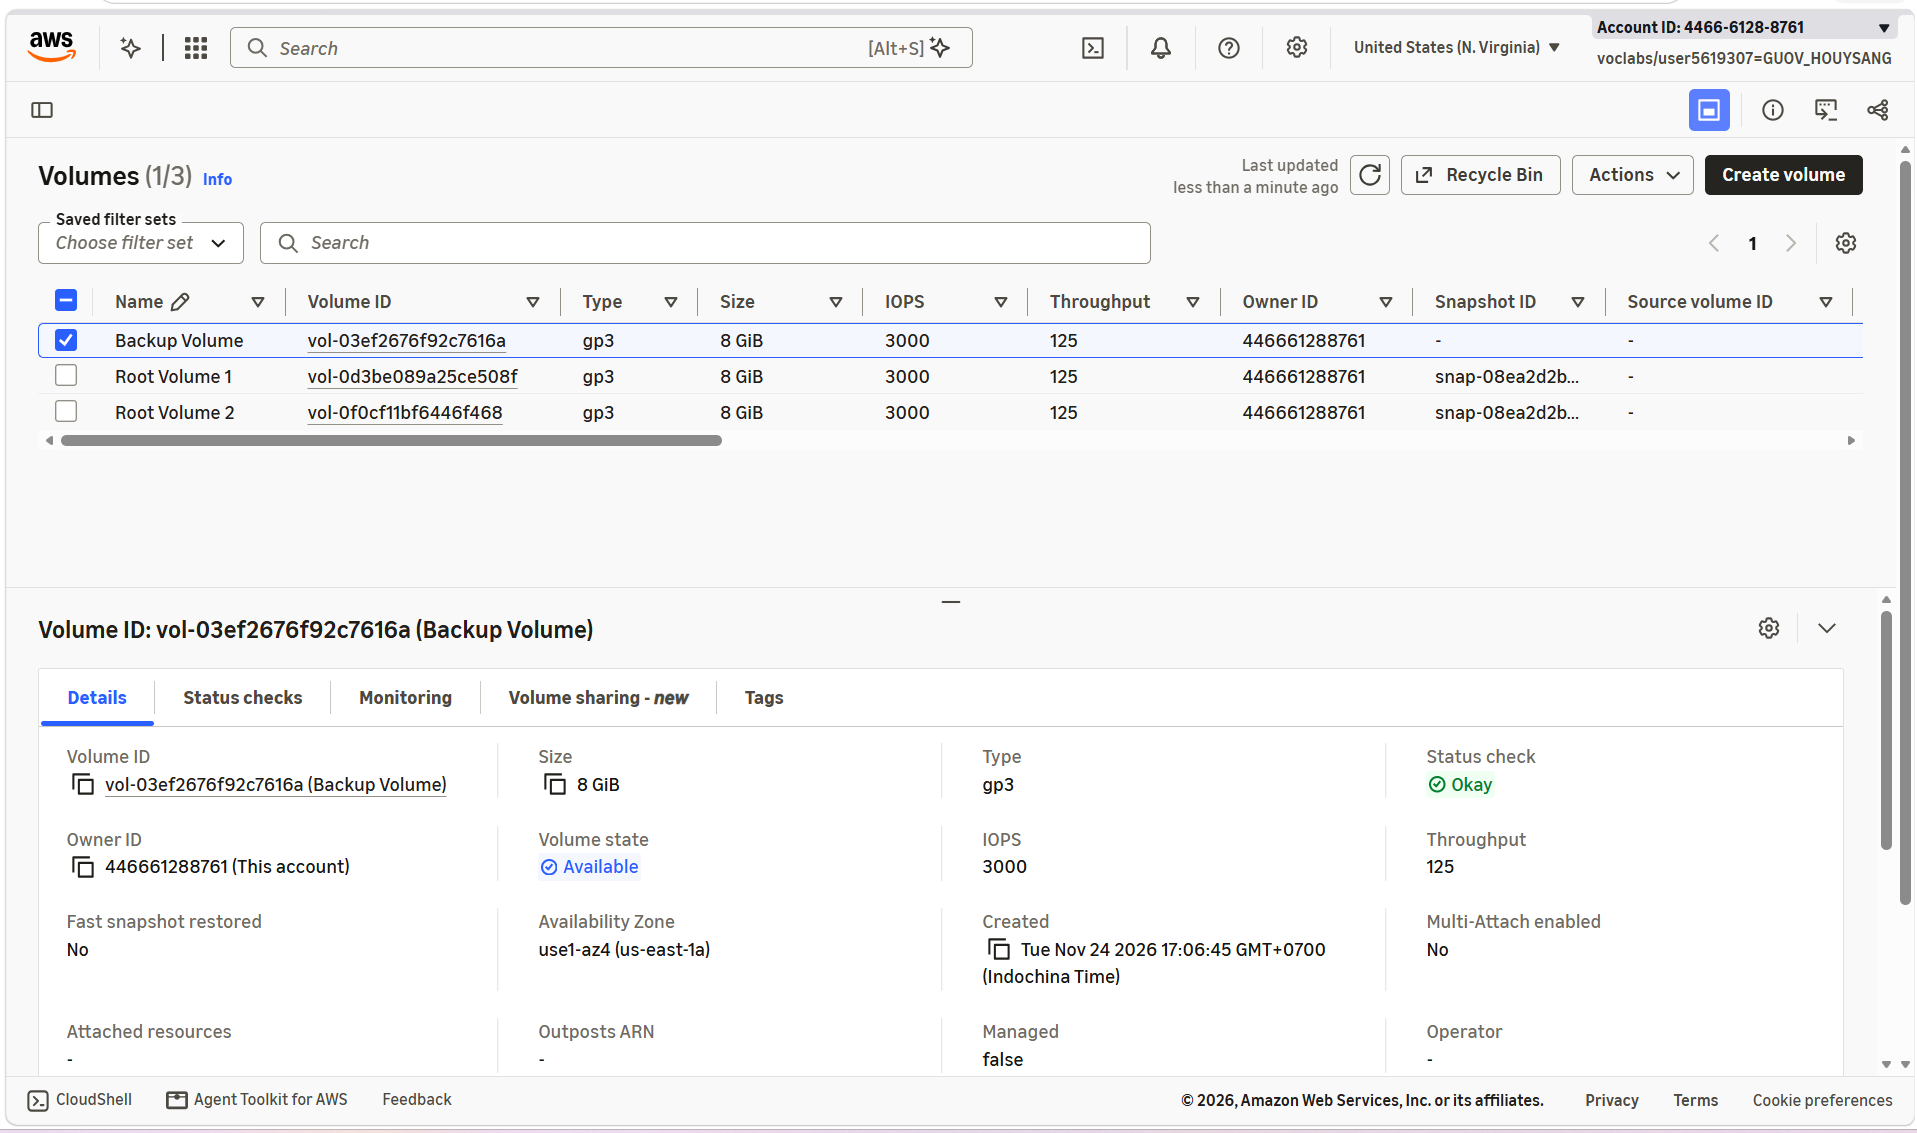 aws
Search [Alt+S]
United States (N. Virginia)
Account ID: 4466-6128-8761
voclabs/user5619307=GUOV_HOUYSANG
Volumes (1/3) Info
Last updated
less than a minute ago
Recycle Bin
Actions
Create volume
Saved filter sets
Choose filter set
Search
1
Name Volume ID Type Size IOPS Throughput Owner ID Snapshot ID Source volume ID
Backup Volume vol-03ef2676f92c7616a gp3 8 GiB 3000 125 446661288761 - -
Root Volume 1 vol-0d3be089a25ce508f gp3 8 GiB 3000 125 446661288761 snap-08ea2d2b... -
Root Volume 2 vol-0f0cf11bf6446f468 gp3 8 GiB 3000 125 446661288761 snap-08ea2d2b... -
Volume ID: vol-03ef2676f92c7616a (Backup Volume)
Details Status checks Monitoring Volume sharing - new Tags
Volume ID Size Type Status check
vol-03ef2676f92c7616a (Backup Volume) 8 GiB gp3 Okay
Owner ID Volume state IOPS Throughput
446661288761 (This account) Available 3000 125
Fast snapshot restored Availability Zone Created Multi-Attach enabled
No use1-az4 (us-east-1a) Tue Nov 24 2026 17:06:45 GMT+0700 No
(Indochina Time)
Attached resources Outposts ARN Managed Operator
- - false -
CloudShell Agent Toolkit for AWS Feedback © 2026, Amazon Web Services, Inc. or its affiliates. Privacy Terms Cookie preferences